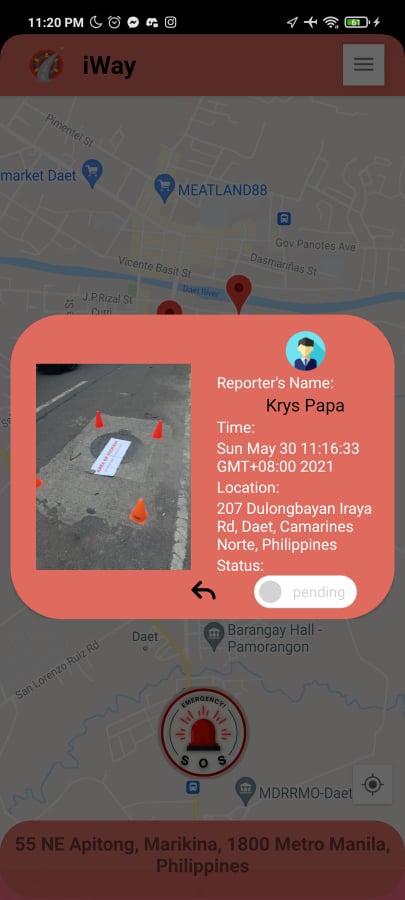 11:20 PM
61
iWay
Pimentel St
market Daet
MEATLAND88
Gov Panotes Ave
Vicente Basit St
Dasmariñas St
Daet River
J.P.Rizal St
Reporter's Name:
Krys Papa
Time:
Sun May 30 11:16:33
GMT+08:00 2021
Location:
207 Dulongbayan Iraya
Rd, Daet, Camarines
Norte, Philippines
Status:
pending
Daet
Barangay Hall -
Pamorangon
San Lorenzo Ruiz Rd
EMERGENCY!
SOS
MDRRMO-Daet
55 NE Apitong, Marikina, 1800 Metro Manila,
Philippines